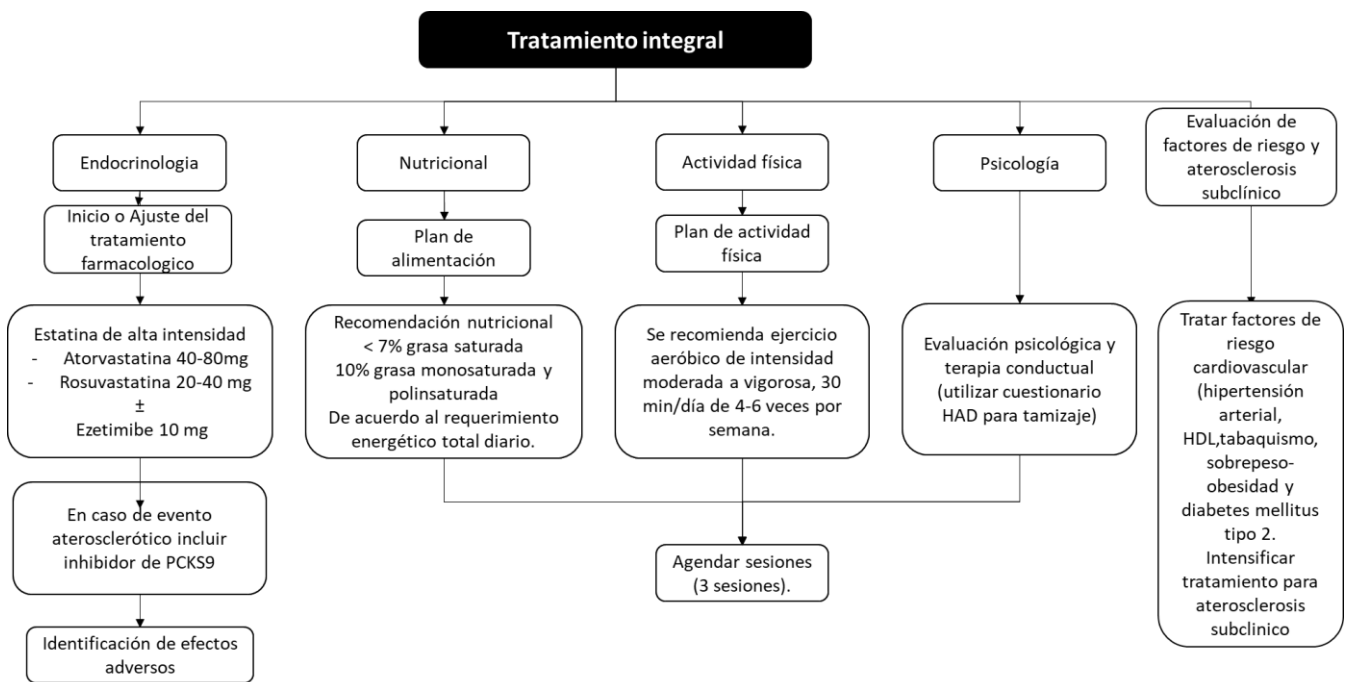 Tratamiento integral
Endocrinologia
Nutricional
Actividad física
Psicología
Evaluación de
factores de riesgo y
aterosclerosis
subclínico
Inicio o Ajuste del
tratamiento
farmacologico
Plan de
alimentación
Plan de actividad
física
Estatina de alta intensidad
- Atorvastatina 40-80mg
- Rosuvastatina 20-40 mg
±
Ezetimibe 10 mg
Recomendación nutricional
< 7% grasa saturada
10% grasa monosaturada y
polinsaturada
De acuerdo al requerimiento
energético total diario.
Se recomienda ejercicio
aeróbico de intensidad
moderada a vigorosa, 30
min/día de 4-6 veces por
semana.
Evaluación psicológica y
terapia conductual
(utilizar cuestionario
HAD para tamizaje)
Tratar factores de
riesgo
cardiovascular
(hipertensión
arterial,
HDL,tabaquismo,
sobrepeso-
obesidad y
diabetes mellitus
tipo 2.
Intensificar
tratamiento para
aterosclerosis
subclinico
En caso de evento
aterosclerótico incluir
inhibidor de PCKS9
Agendar sesiones
(3 sesiones).
Identificación de efectos
adversos